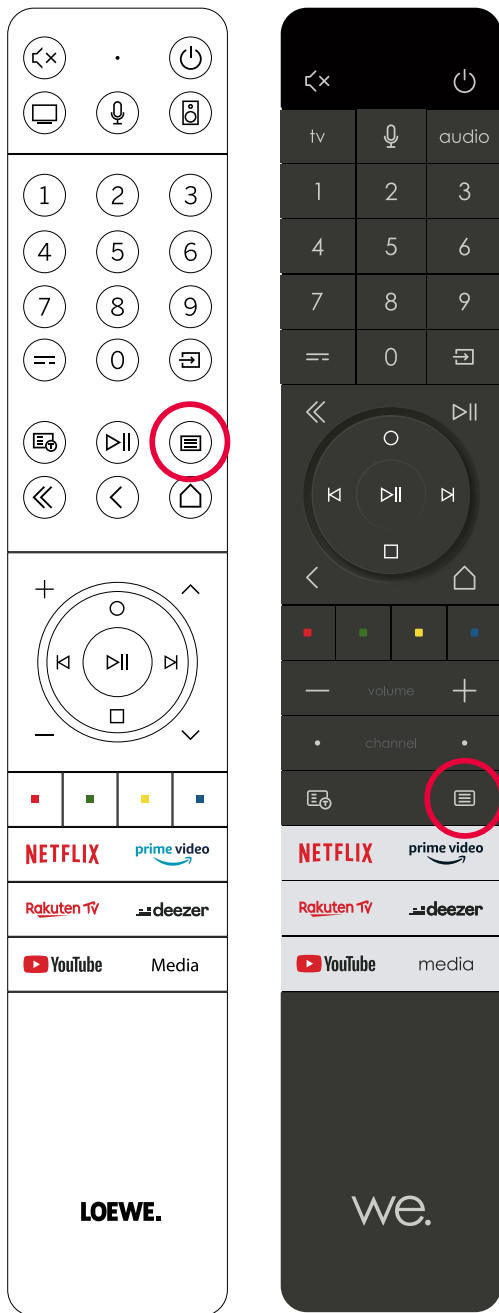 1 2 3
4 5 6
7 8 9
0
T
NETFLIX prime video
Rakuten TV deezer
YouTube Media
LOEWE.
tv audio
1 2 3
4 5 6
7 8 9
0
volume
channel
T
NETFLIX prime video
Rakuten TV deezer
YouTube media
we.